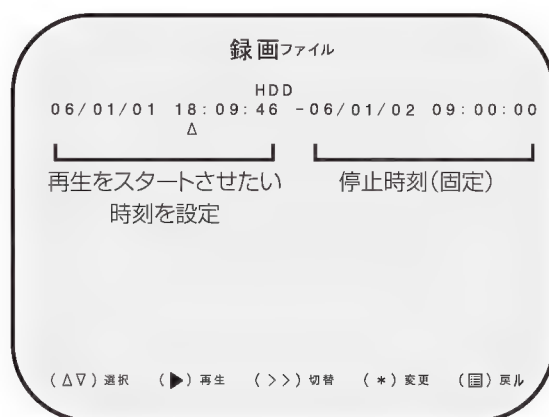 録画ファイル
HDD
06/01/01 18:09:46 -06/01/02 09:00:00
△
再生をスタートさせたい
時刻を設定
停止時刻(固定)
(△▽)選択 (▶)再生 (>>)切替 (*)変更 (▤)戻ル